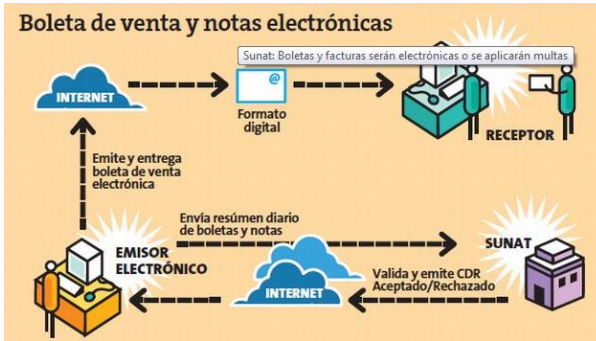 Boleta de venta y notas electrónicas
Sunat: Boletas y facturas serán electrónicas o se aplicarán multas
INTERNET
@
Formato
digital
RECEPTOR
Emite y entrega
boleta de venta
electrónica
Envía resúmen diario
de boletas y notas
EMISOR
ELECTRÓNICO
SUNAT
INTERNET
Valida y emite CDR
Aceptado/Rechazado